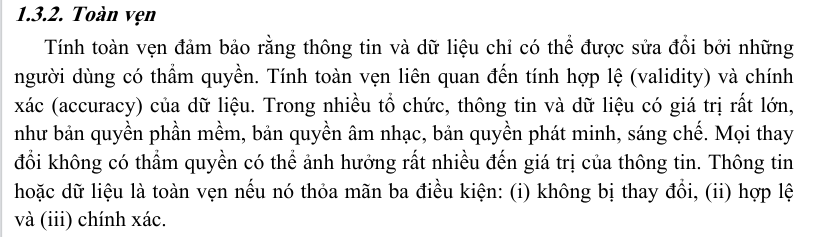 1.3.2. Toàn vẹn
Tính toàn vẹn đảm bảo rằng thông tin và dữ liệu chỉ có thể được sửa đổi bởi những
người dùng có thẩm quyền. Tính toàn vẹn liên quan đến tính hợp lệ (validity) và chính
xác (accuracy) của dữ liệu. Trong nhiều tổ chức, thông tin và dữ liệu có giá trị rất lớn,
như bản quyền phần mềm, bản quyền âm nhạc, bản quyền phát minh, sáng chế. Mọi thay
đổi không có thẩm quyền có thể ảnh hưởng rất nhiều đến giá trị của thông tin. Thông tin
hoặc dữ liệu là toàn vẹn nếu nó thỏa mãn ba điều kiện: (i) không bị thay đổi, (ii) hợp lệ
và (iii) chính xác.